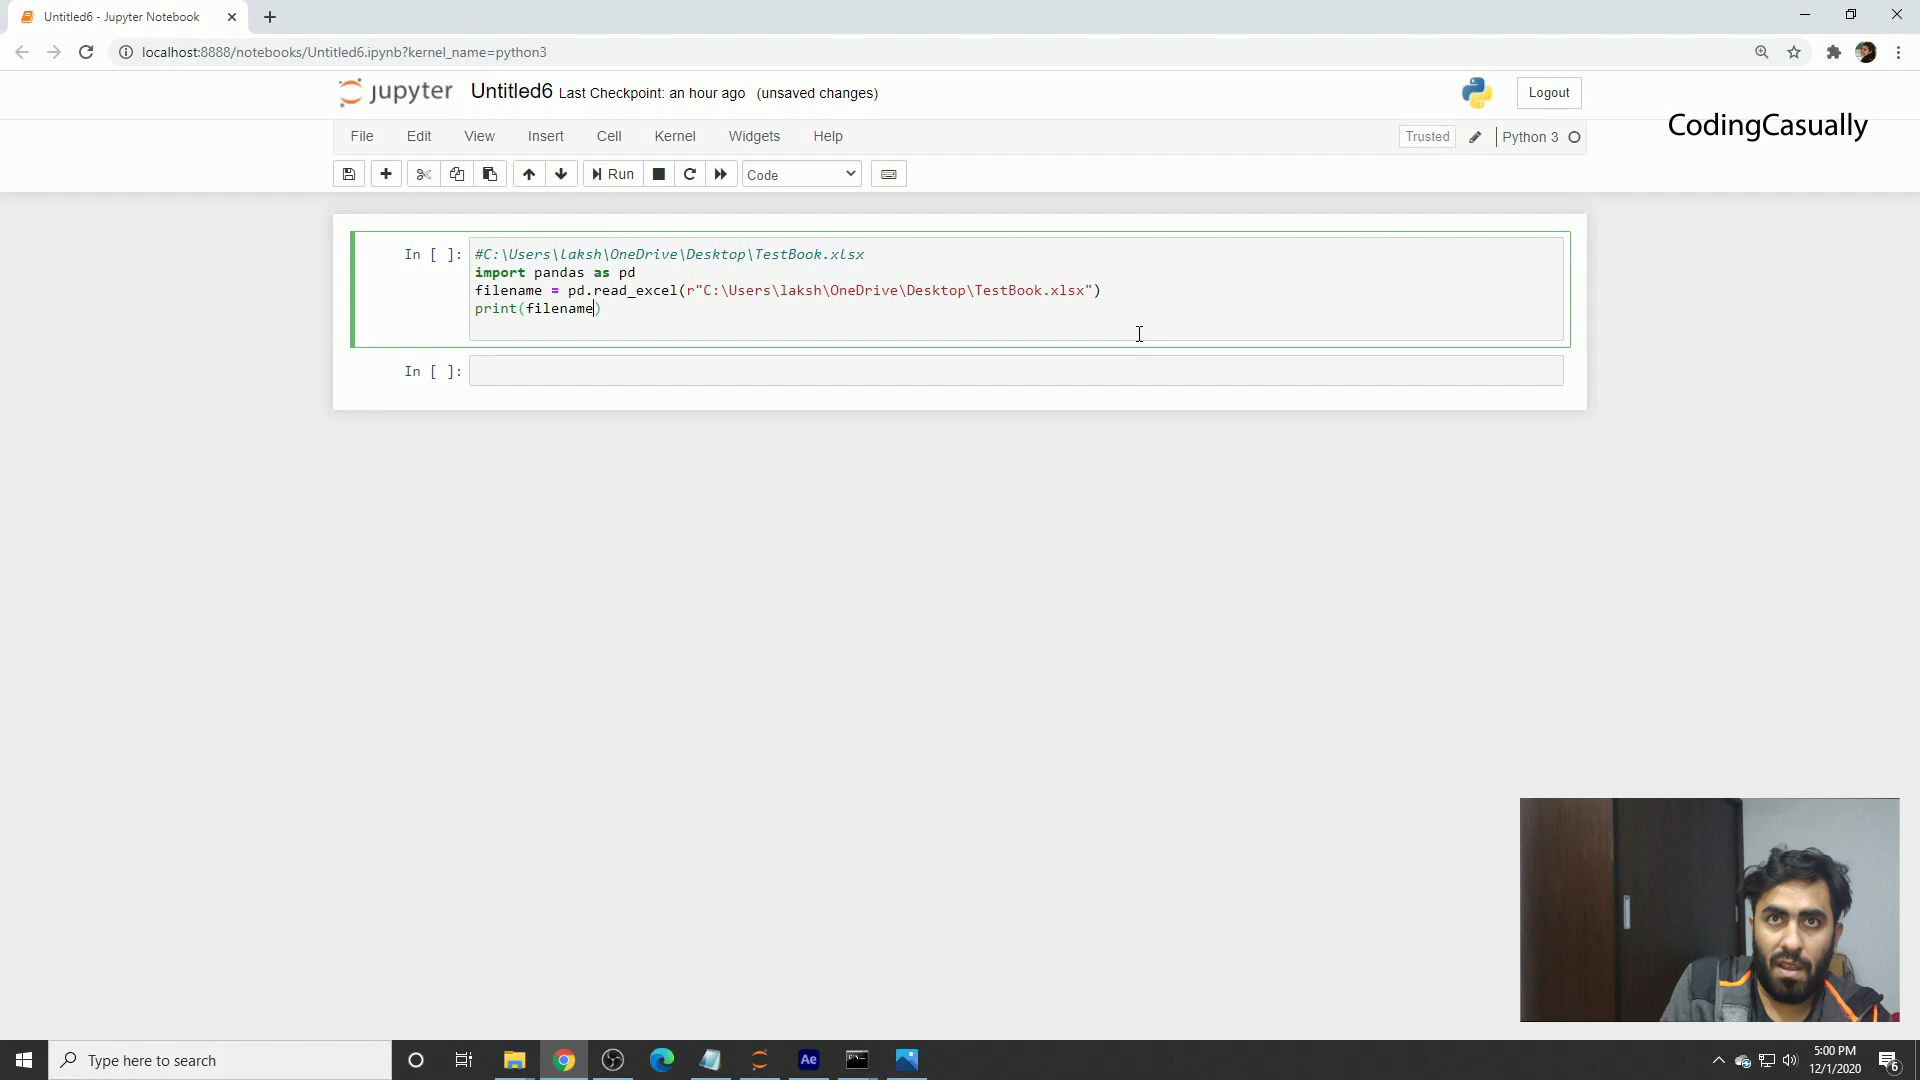 Untitled6 - Jupyter Notebook
localhost:8888/notebooks/Untitled6.ipynb?kernel_name=python3
jupyter Untitled6 Last Checkpoint: an hour ago (unsaved changes)
Logout
CodingCasually
File Edit View Insert Cell Kernel Widgets Help
Trusted Python 3
Run Code
In [ ]: #C:\Users\laksh\OneDrive\Desktop\TestBook.xlsx
import pandas as pd
filename = pd.read_excel(r"C:\Users\laksh\OneDrive\Desktop\TestBook.xlsx")
print(filename)
In [ ]:
Type here to search
Ae
5:00 PM
12/1/2020
6